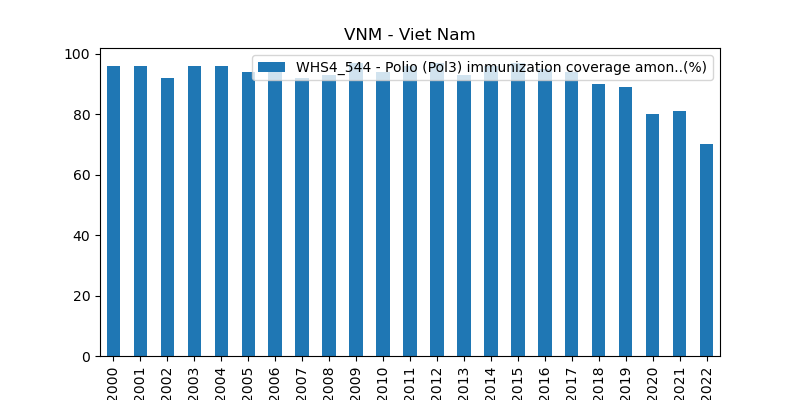 VNM - Viet Nam
WHS4_544 - Polio (Pol3) immunization coverage amon..(%)
100
80
60
40
20
0
2000 2001 2002 2003 2004 2005 2006 2007 2008 2009 2010 2011 2012 2013 2014 2015 2016 2017 2018 2019 2020 2021 2022